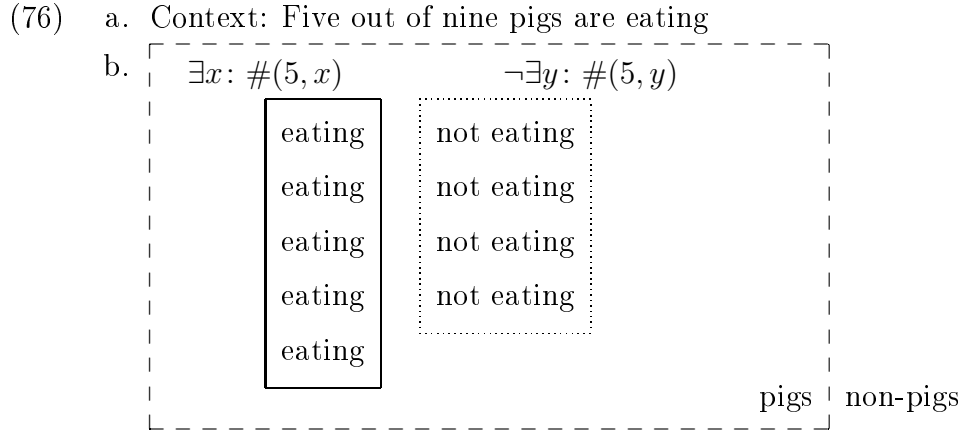 (76) a. Context: Five out of nine pigs are eating
b. ∃x: #(5, x) ¬∃y: #(5, y)
eating not eating
eating not eating
eating not eating
eating not eating
eating
pigs non-pigs